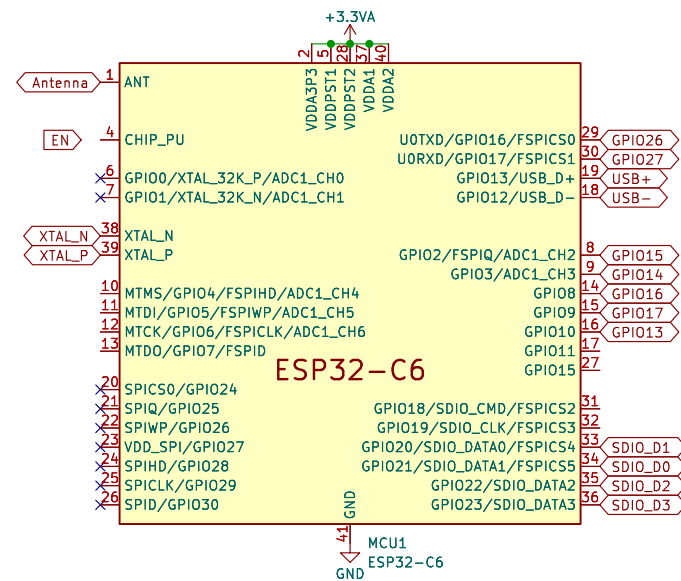 +3.3VA
2 5 28 37 40
VDDA3P3 VDDPST1 VDDPST2 VDDA1 VDDA2
Antenna 1 ANT
EN 4 CHIP_PU
U0TXD/GPIO16/FSPICS0 29 GPIO26
U0RXD/GPIO17/FSPICS1 30 GPIO27
6 GPIO0/XTAL_32K_P/ADC1_CH0 GPIO13/USB_D+ 19 USB+
7 GPIO1/XTAL_32K_N/ADC1_CH1 GPIO12/USB_D- 18 USB-
XTAL_N 38 XTAL_N
XTAL_P 39 XTAL_P GPIO2/FSPIQ/ADC1_CH2 8 GPIO15
GPIO3/ADC1_CH3 9 GPIO14
10 MTMS/GPIO4/FSPIHD/ADC1_CH4 GPIO8 14 GPIO16
11 MTDI/GPIO5/FSPIWP/ADC1_CH5 GPIO9 15 GPIO17
12 MTCK/GPIO6/FSPICLK/ADC1_CH6 GPIO10 16 GPIO13
13 MTDO/GPIO7/FSPID GPIO11 17
ESP32-C6 GPIO15 27
20 SPICS0/GPIO24
21 SPIQ/GPIO25 GPIO18/SDIO_CMD/FSPICS2 31
22 SPIWP/GPIO26 GPIO19/SDIO_CLK/FSPICS3 32
23 VDD_SPI/GPIO27 GPIO20/SDIO_DATA0/FSPICS4 33 SDIO_D1
24 SPIHD/GPIO28 GPIO21/SDIO_DATA1/FSPICS5 34 SDIO_D0
25 SPICLK/GPIO29 GPIO22/SDIO_DATA2 35 SDIO_D2
26 SPID/GPIO30 GPIO23/SDIO_DATA3 36 SDIO_D3
GND
41
MCU1
ESP32-C6
GND